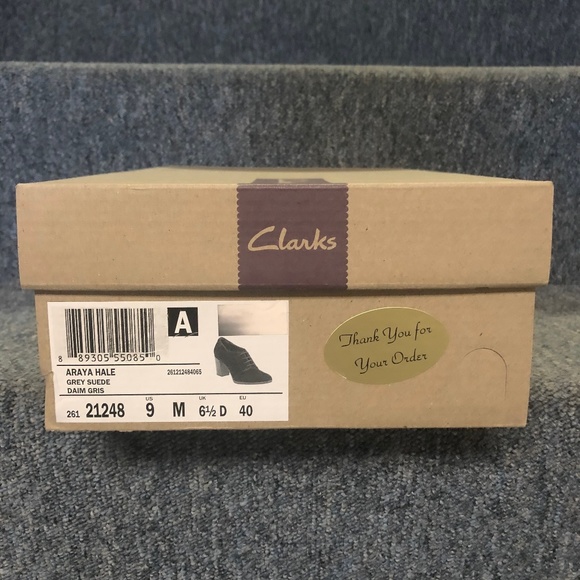 Clarks
A
8 89305 55085 0
ARAYA HALE
GREY SUEDE
DAIM GRIS
261212484065
US UK EU
261 21248 9 M 6½ D 40
Thank You for
Your Order